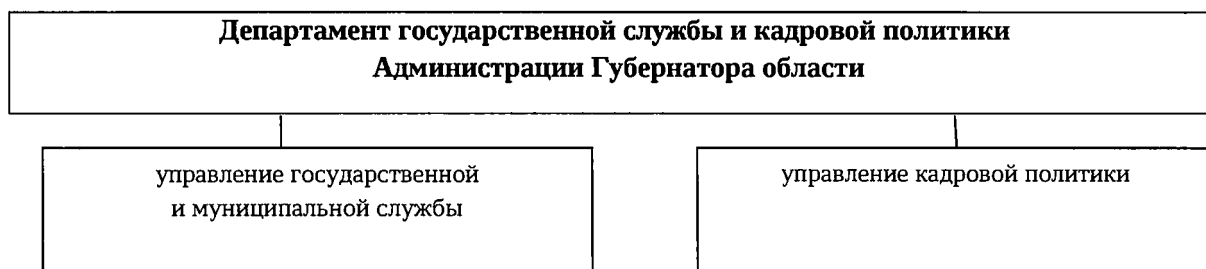 Департамент государственной службы и кадровой политики
Администрации Губернатора области
управление государственной
и муниципальной службы
управление кадровой политики